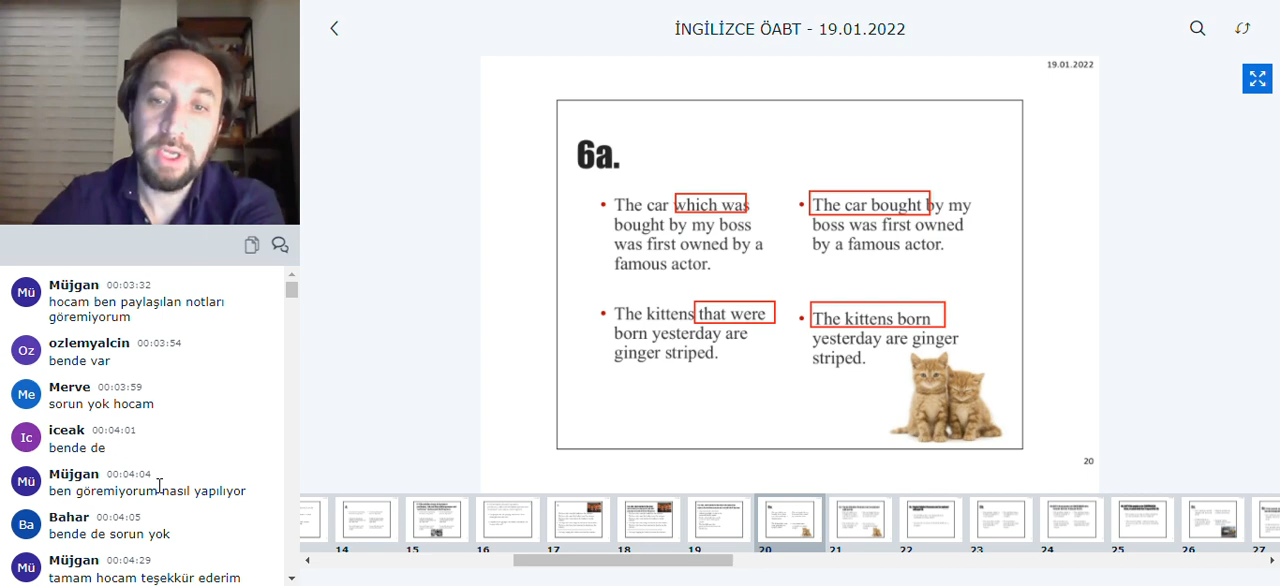 İNGİLİZCE ÖABT - 19.01.2022
19.01.2022
6a.
• The car which was
bought by my boss
was first owned by a
famous actor.
• The kittens that were
born yesterday are
ginger striped.
• The car bought by my
boss was first owned
by a famous actor.
• The kittens born
yesterday are ginger
striped.
20
Mü
Müjgan 00:03:32
hocam ben paylaşılan notları
göremiyorum
Oz
ozlemyalcin 00:03:54
bende var
Me
Merve 00:03:59
sorun yok hocam
Ic
iceak 00:04:01
bende de
Mü
Müjgan 00:04:04
ben göremiyorum nasıl yapılıyor
Ba
Bahar 00:04:05
bende de sorun yok
Mü
Müjgan 00:04:29
tamam hocam teşekkür ederim
14 15 16 17 18 19 20 21 22 23 24 25 26 27